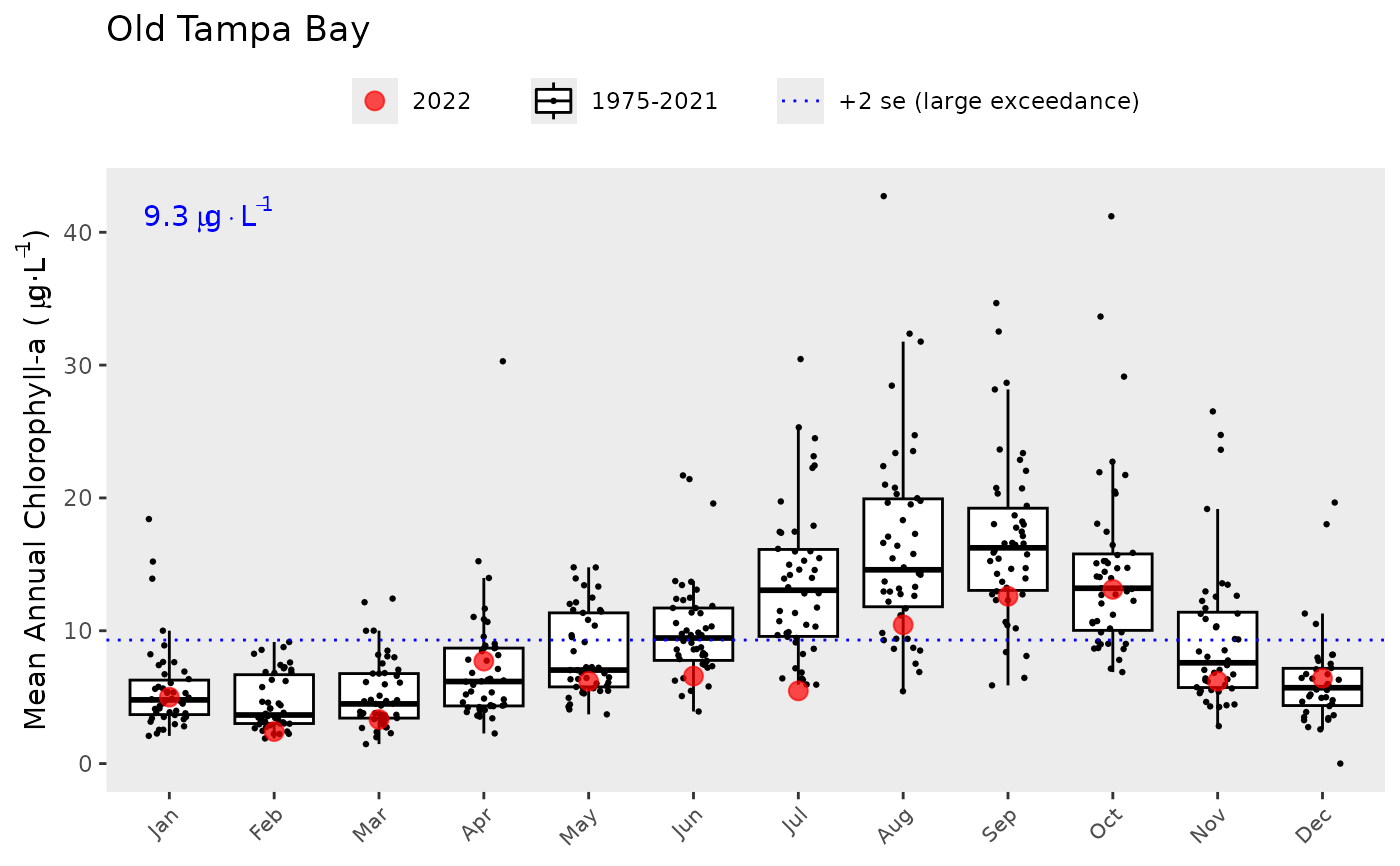 Old Tampa Bay
2022 1975-2021 +2 se (large exceedance)
9.3 μg·L⁻¹
Mean Annual Chlorophyll-a (μg·L⁻¹)
40
30
20
10
0
Jan Feb Mar Apr May Jun Jul Aug Sep Oct Nov Dec